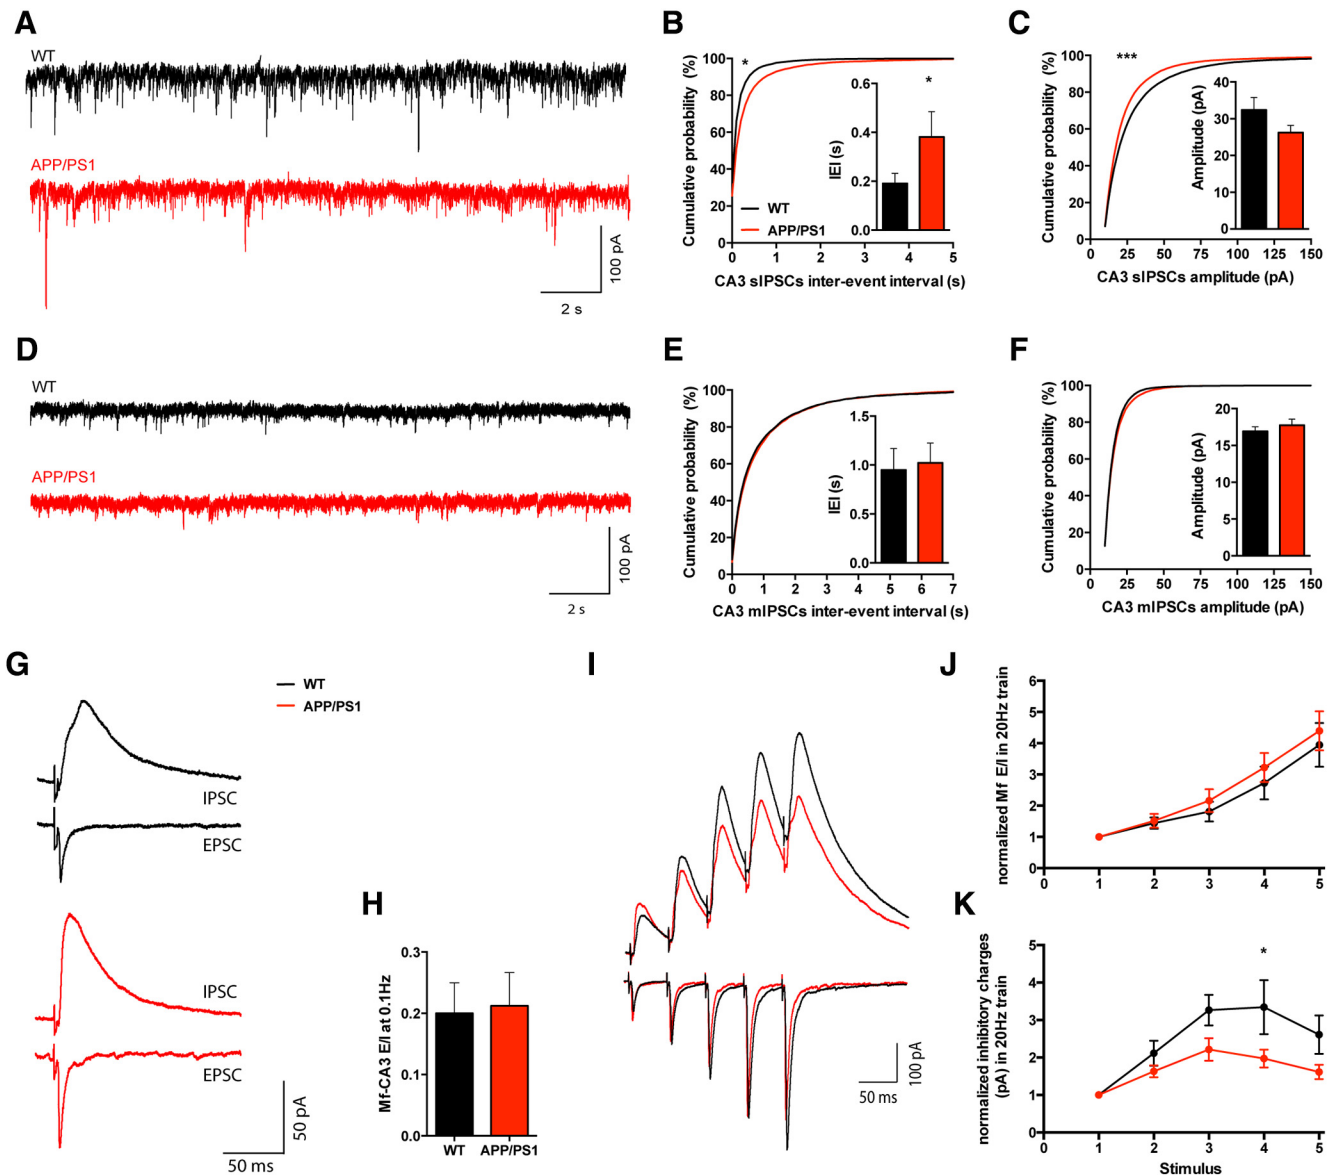 A
WT
APP/PS1
100 pA
2 s
B
Cumulative probability (%)
100
80
60
40
20
0
0 1 2 3 4 5
CA3 sIPSCs inter-event interval (s)
*
WT
APP/PS1
IEI (s)
0.6
0.4
0.2
0.0
*
C
Cumulative probability (%)
100
80
60
40
20
0
0 25 50 75 100 125 150
CA3 sIPSCs amplitude (pA)
***
Amplitude (pA)
40
30
20
10
0
D
WT
APP/PS1
100 pA
2 s
E
Cumulative probability (%)
100
80
60
40
20
0
0 1 2 3 4 5 6 7
CA3 mIPSCs inter-event interval (s)
IEI (s)
1.5
1.0
0.5
0.0
F
Cumulative probability (%)
100
80
60
40
20
0
0 25 50 75 100 125 150
CA3 mIPSCs amplitude (pA)
Amplitude (pA)
20
15
10
5
0
G
WT
APP/PS1
IPSC
EPSC
IPSC
EPSC
50 pA
50 ms
H
Mf-CA3 E/I at 0.1Hz
0.3
0.2
0.1
0.0
WT APP/PS1
I
100 pA
50 ms
J
normalized Mf E/I in 20Hz train
6
5
4
3
2
1
0
0 1 2 3 4 5
K
normalized inhibitory charges
(pA) in 20Hz train
5
4
3
2
1
0
*
0 1 2 3 4 5
Stimulus